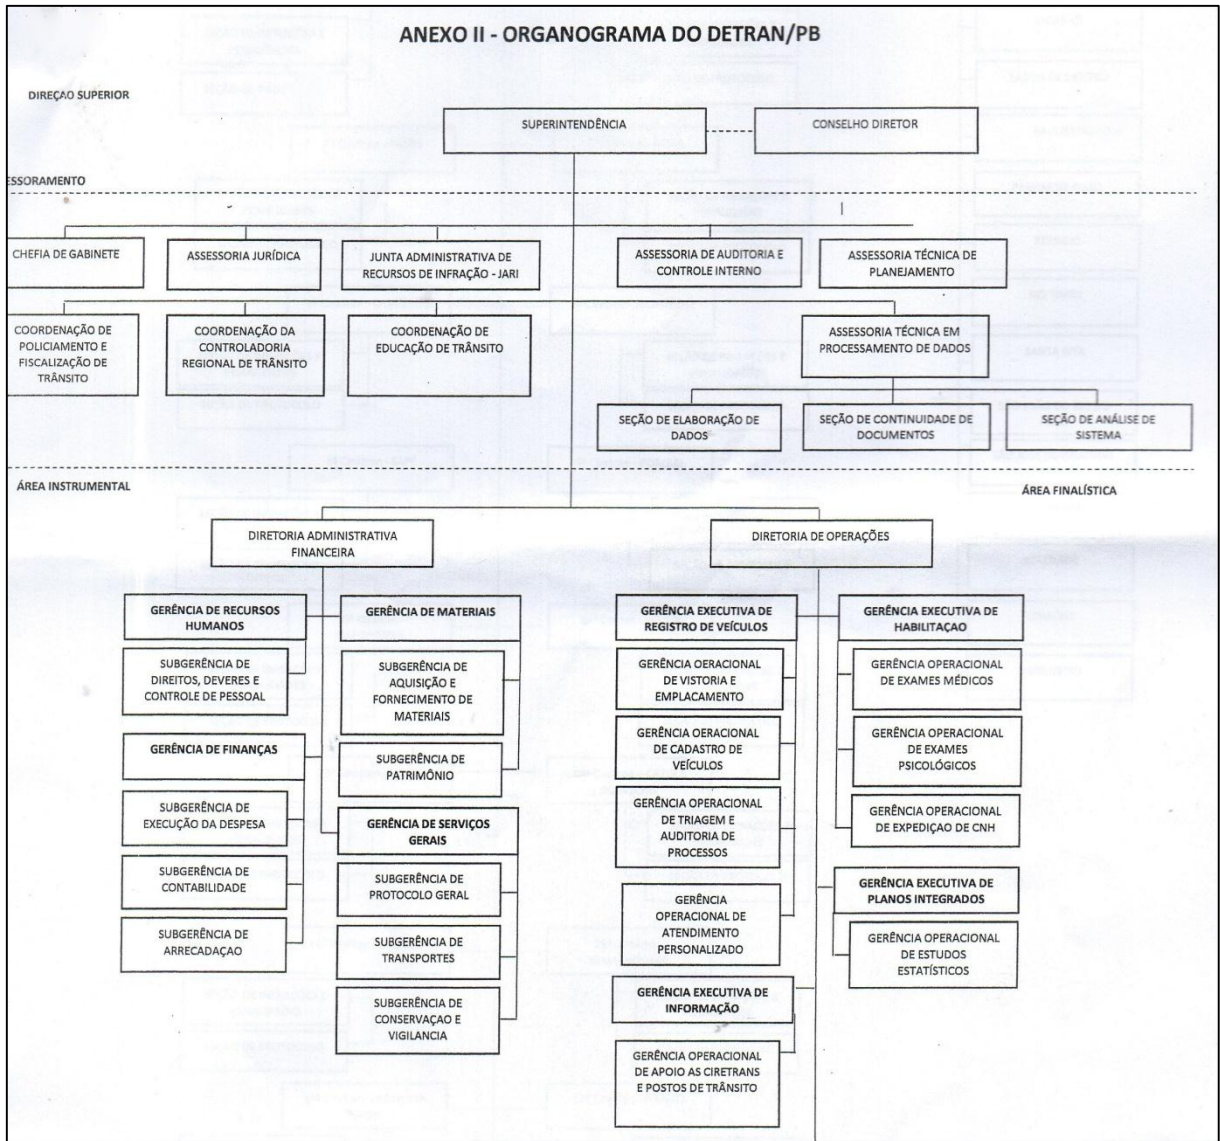 ANEXO II - ORGANOGRAMA DO DETRAN/PB
DIREÇAO SUPERIOR
SUPERINTENDÊNCIA
CONSELHO DIRETOR
ESSORAMENTO
CHEFIA DE GABINETE
ASSESSORIA JURÍDICA
JUNTA ADMINISTRATIVA DE
RECURSOS DE INFRAÇÃO - JARI
ASSESSORIA DE AUDITORIA E
CONTROLE INTERNO
ASSESSORIA TÉCNICA DE
PLANEJAMENTO
COORDENAÇÃO DE
POLICIAMENTO E
FISCALIZAÇÃO DE
TRÂNSITO
COORDENAÇÃO DA
CONTROLADORIA
REGIONAL DE TRÂNSITO
COORDENAÇÃO DE
EDUCAÇÃO DE TRÂNSITO
ASSESSORIA TÉCNICA EM
PROCESSAMENTO DE DADOS
SEÇÃO DE ELABORAÇÃO DE
DADOS
SEÇÃO DE CONTINUIDADE DE
DOCUMENTOS
SEÇÃO DE ANÁLISE DE
SISTEMA
ÁREA INSTRUMENTAL
ÁREA FINALÍSTICA
DIRETORIA ADMINISTRATIVA
FINANCEIRA
DIRETORIA DE OPERAÇÕES
GERÊNCIA DE RECURSOS
HUMANOS
SUBGERÊNCIA DE
DIREITOS, DEVERES E
CONTROLE DE PESSOAL
GERÊNCIA DE FINANÇAS
SUBGERÊNCIA DE
EXECUÇÃO DA DESPESA
SUBGERÊNCIA DE
CONTABILIDADE
SUBGERÊNCIA DE
ARRECADAÇAO
GERÊNCIA DE MATERIAIS
SUBGERÊNCIA DE
AQUISIÇÃO E
FORNECIMENTO DE
MATERIAIS
SUBGERÊNCIA DE
PATRIMÔNIO
GERÊNCIA DE SERVIÇOS
GERAIS
SUBGERÊNCIA DE
PROTOCOLO GERAL
SUBGERÊNCIA DE
TRANSPORTES
SUBGERÊNCIA DE
CONSERVAÇAO E
VIGILANCIA
GERÊNCIA EXECUTIVA DE
REGISTRO DE VEÍCULOS
GERÊNCIA OERACIONAL
DE VISTORIA E
EMPLACAMENTO
GERÊNCIA OERACIONAL
DE CADASTRO DE
VEÍCULOS
GERÊNCIA OPERACIONAL
DE TRIAGEM E
AUDITORIA DE
PROCESSOS
GERÊNCIA
OPERACIONAL DE
ATENDIMENTO
PERSONALIZADO
GERÊNCIA EXECUTIVA DE
INFORMAÇÃO
GERÊNCIA OPERACIONAL
DE APOIO AS CIRETRANS
E POSTOS DE TRÂNSITO
GERÊNCIA EXECUTIVA DE
HABILITAÇAO
GERÊNCIA OPERACIONAL
DE EXAMES MÉDICOS
GERÊNCIA OPERACIONAL
DE EXAMES
PSICOLÓGICOS
GERÊNCIA OPERACIONAL
DE EXPEDIÇAO DE CNH
GERÊNCIA EXECUTIVA DE
PLANOS INTEGRADOS
GERÊNCIA OPERACIONAL
DE ESTUDOS
ESTATÍSTICOS